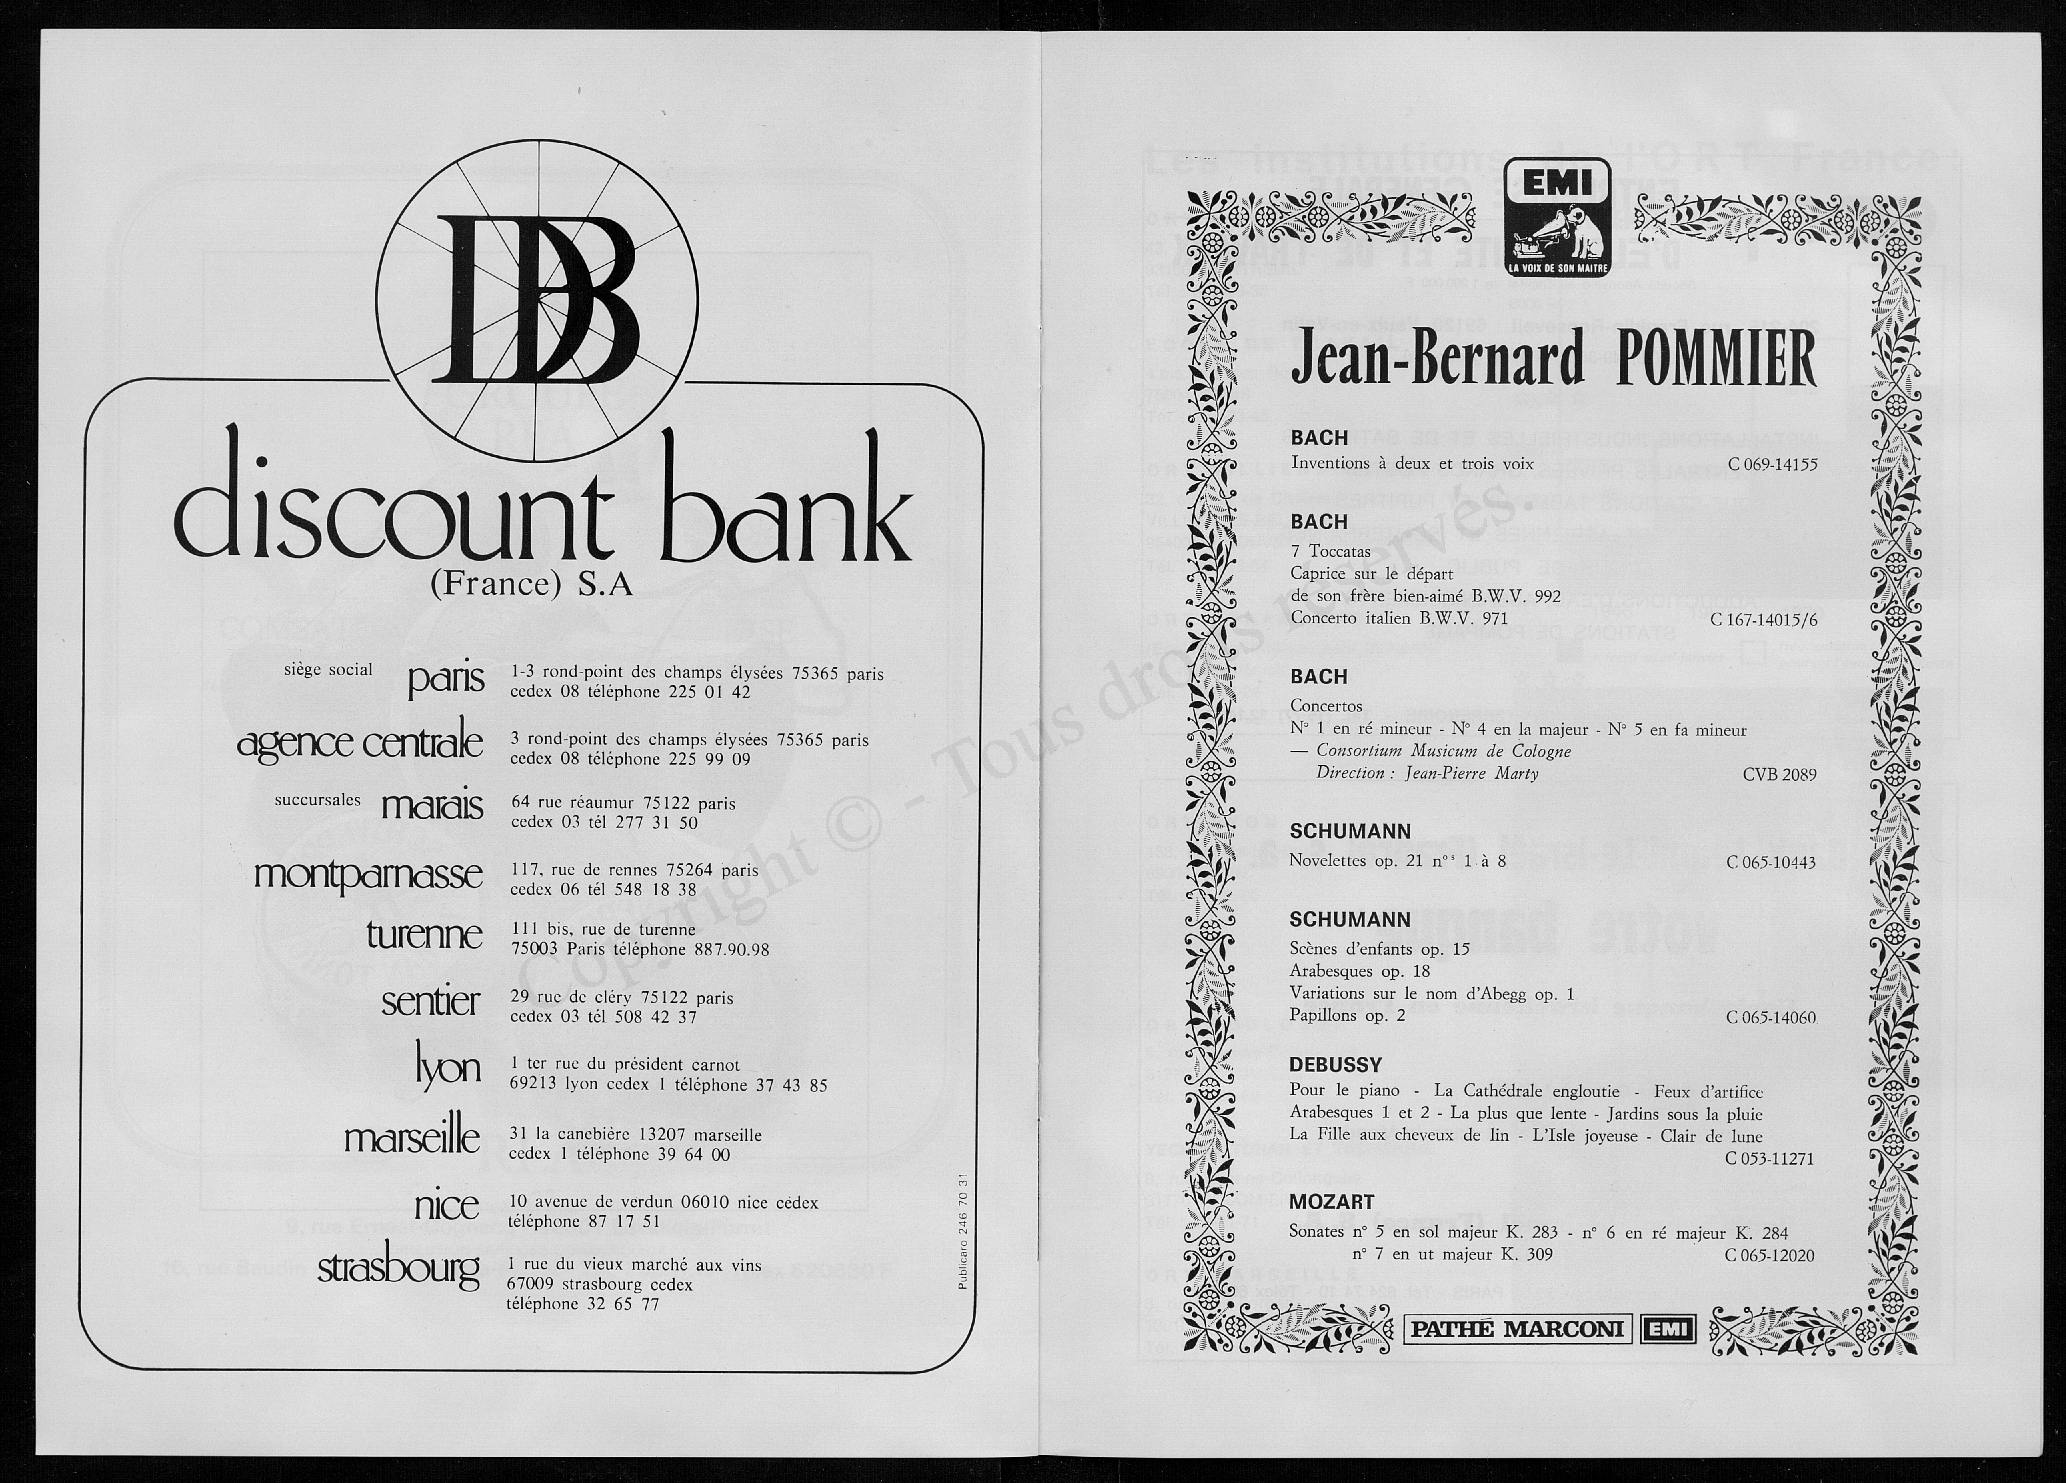 DB
discount bank
(France) S.A
siège social paris 1-3 rond-point des champs élysées 75365 paris
cedex 08 téléphone 225 01 42
agence centrale 3 rond-point des champs élysées 75365 paris
cedex 08 téléphone 225 99 09
succursales marais 64 rue réaumur 75122 paris
cedex 03 tél 277 31 50
montparnasse 117, rue de rennes 75264 paris
cedex 06 tél 548 18 38
turenne 111 bis, rue de turenne
75003 Paris téléphone 887.90.98
sentier 29 rue de cléry 75122 paris
cedex 03 tél 508 42 37
lyon 1 ter rue du président carnot
69213 lyon cedex 1 téléphone 37 43 85
marseille 31 la canebière 13207 marseille
cedex 1 téléphone 39 64 00
nice 10 avenue de verdun 06010 nice cédex
téléphone 87 17 51
strasbourg 1 rue du vieux marché aux vins
67009 strasbourg cedex
téléphone 32 65 77
Publicaro 246 70 31
Copyright © - Tous droits réservés.
EMI
LA VOIX DE SON MAITRE
Jean-Bernard POMMIER
BACH
Inventions à deux et trois voix C 069-14155
BACH
7 Toccatas
Caprice sur le départ
de son frère bien-aimé B.W.V. 992
Concerto italien B.W.V. 971 C 167-14015/6
BACH
Concertos
N° 1 en ré mineur - N° 4 en la majeur - N° 5 en fa mineur
— Consortium Musicum de Cologne
Direction : Jean-Pierre Marty CVB 2089
SCHUMANN
Novelettes op. 21 nos 1 à 8 C 065-10443
SCHUMANN
Scènes d'enfants op. 15
Arabesques op. 18
Variations sur le nom d'Abegg op. 1
Papillons op. 2 C 065-14060
DEBUSSY
Pour le piano - La Cathédrale engloutie - Feux d'artifice
Arabesques 1 et 2 - La plus que lente - Jardins sous la pluie
La Fille aux cheveux de lin - L'Isle joyeuse - Clair de lune
C 053-11271
MOZART
Sonates n° 5 en sol majeur K. 283 - n° 6 en ré majeur K. 284
n° 7 en ut majeur K. 309 C 065-12020
PATHÉ MARCONI EMI